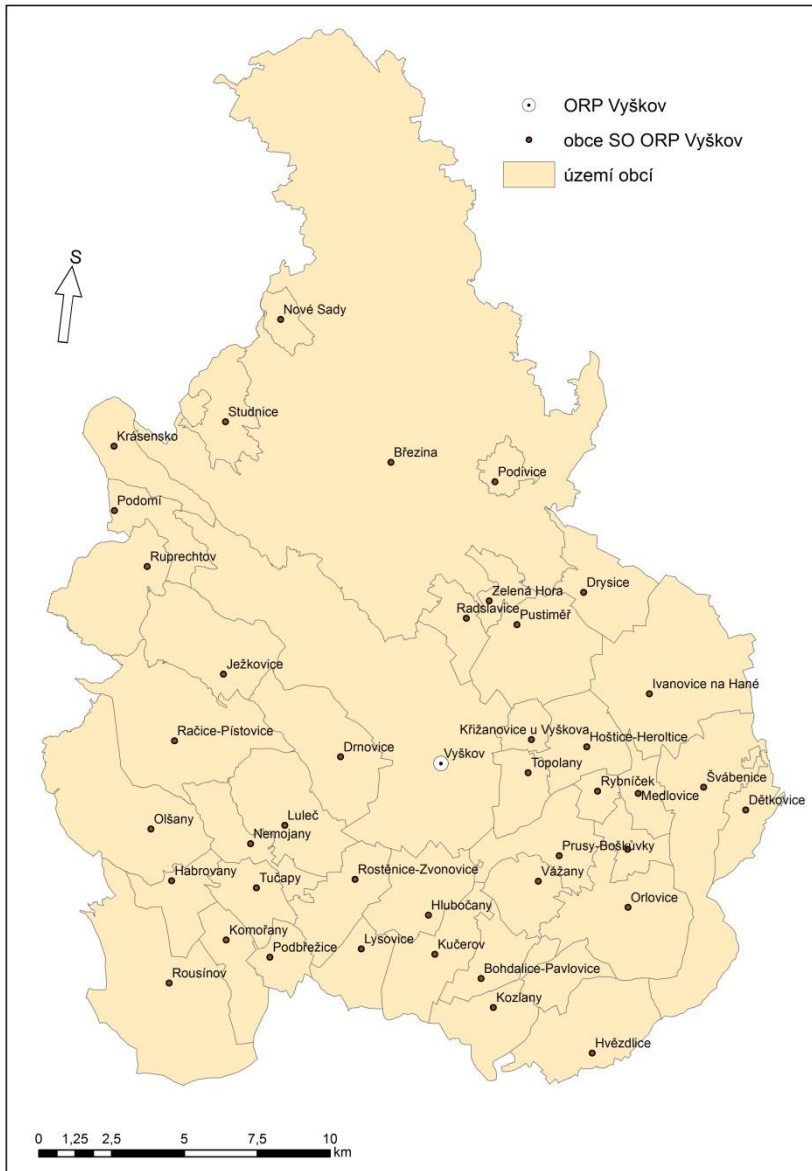 ORP Vyškov
obce SO ORP Vyškov
území obcí
S
Nové Sady
Studnice
Krásensko
Březina
Podivice
Podomí
Ruprechtov
Drysice
Zelená Hora
Radslavice
Pustiměř
Ježkovice
Ivanovice na Hané
Račice-Pístovice
Křižanovice u Vyškova
Hoštice-Heroltice
Drnovice
Vyškov
Topolany
Rybníček
Medlovice
Švábenice
Dětkovice
Olšany
Luleč
Nemojany
Prusy-Boškůvky
Habrovany
Tučapy
Rostěnice-Zvonovice
Vážany
Orlovice
Hlubočany
Komořany
Podbřežice
Lysovice
Kučerov
Rousínov
Bohdalice-Pavlovice
Kozlany
Hvězdlice
0 1,25 2,5 5 7,5 10
km